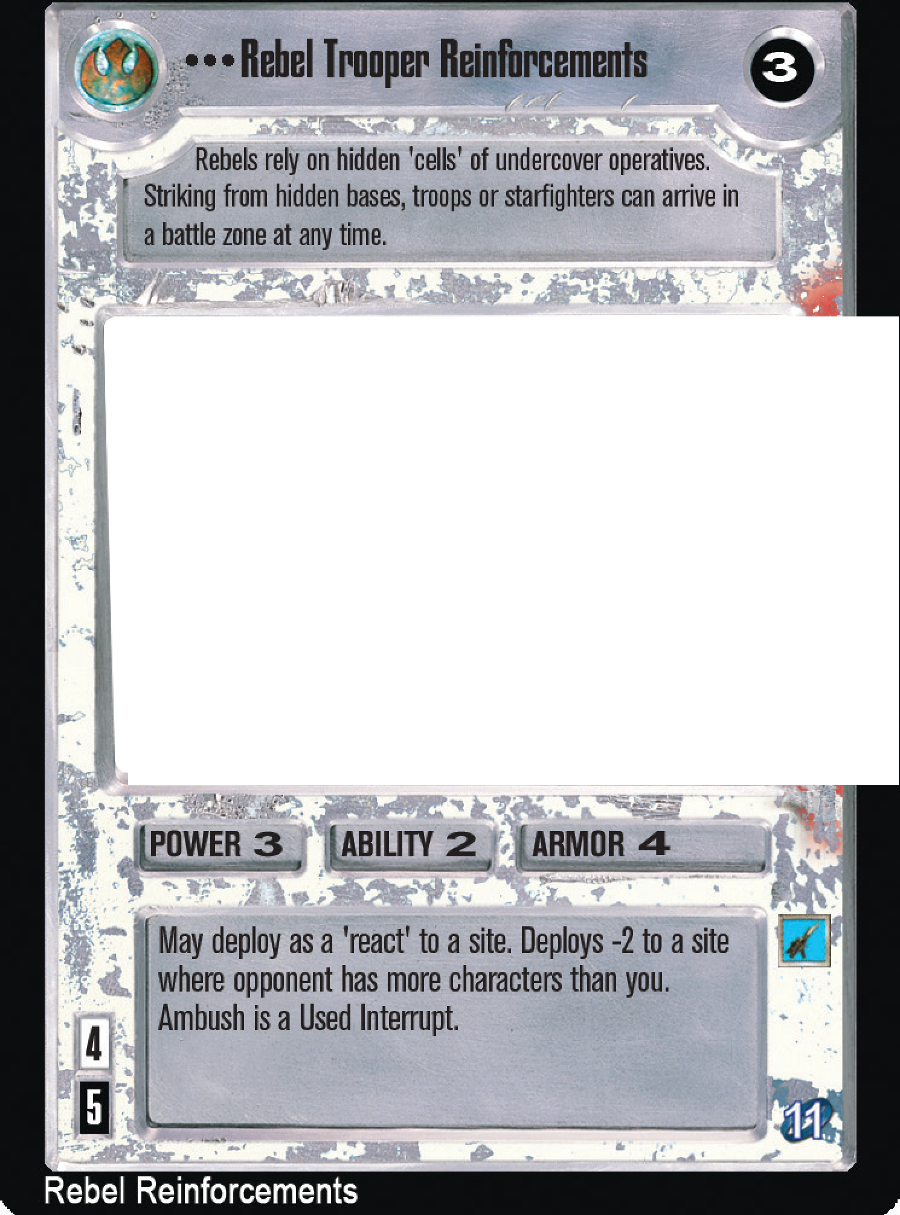 •••Rebel Trooper Reinforcements
3
Rebels rely on hidden 'cells' of undercover operatives.
Striking from hidden bases, troops or starfighters can arrive in
a battle zone at any time.
POWER 3
ABILITY 2
ARMOR 4
May deploy as a 'react' to a site. Deploys -2 to a site
where opponent has more characters than you.
Ambush is a Used Interrupt.
4
5
11
Rebel Reinforcements